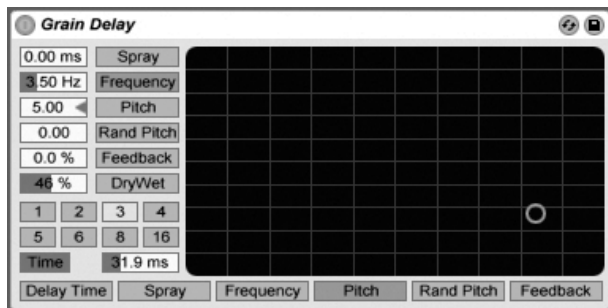 Grain Delay
0.00 ms Spray
3.50 Hz Frequency
5.00 Pitch
0.00 Rand Pitch
0.0 % Feedback
46 % DryWet
1 2 3 4
5 6 8 16
Time 31.9 ms
Delay Time Spray Frequency Pitch Rand Pitch Feedback